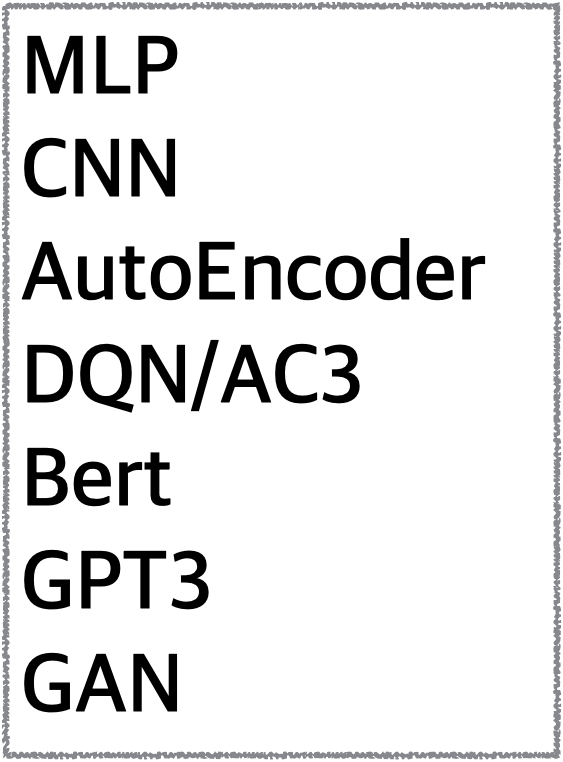 MLP
CNN
AutoEncoder
DQN/AC3
Bert
GPT3
GAN